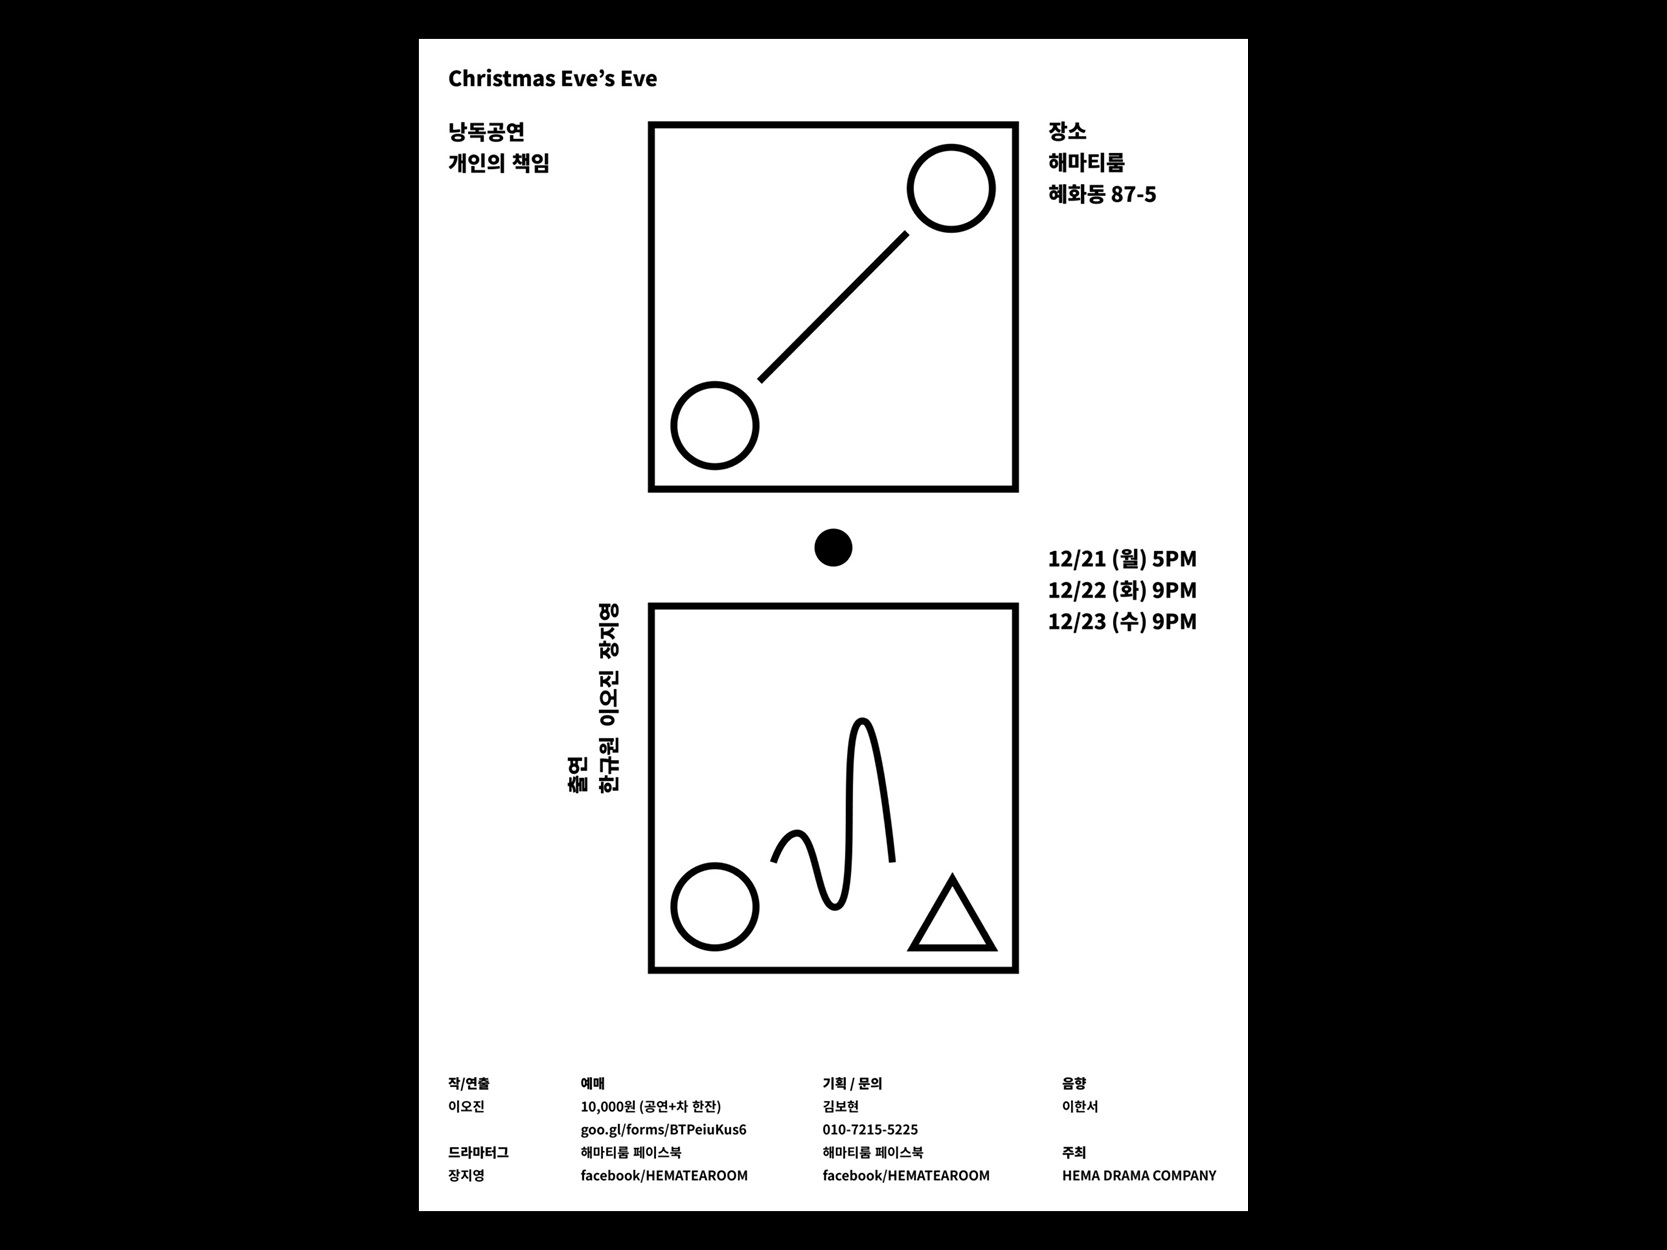 Christmas Eve’s Eve
낭독공연
개인의 책임
장소
해마티룸
혜화동 87-5
12/21 (월) 5PM
12/22 (화) 9PM
12/23 (수) 9PM
출연
한규원 이오진 장지영
작/연출
이오진
드라마터그
장지영
예매
10,000원 (공연+차 한잔)
goo.gl/forms/BTPeiuKus6
해마티룸 페이스북
facebook/HEMATEAROOM
기획 / 문의
김보현
010-7215-5225
해마티룸 페이스북
facebook/HEMATEAROOM
음향
이한서
주최
HEMA DRAMA COMPANY